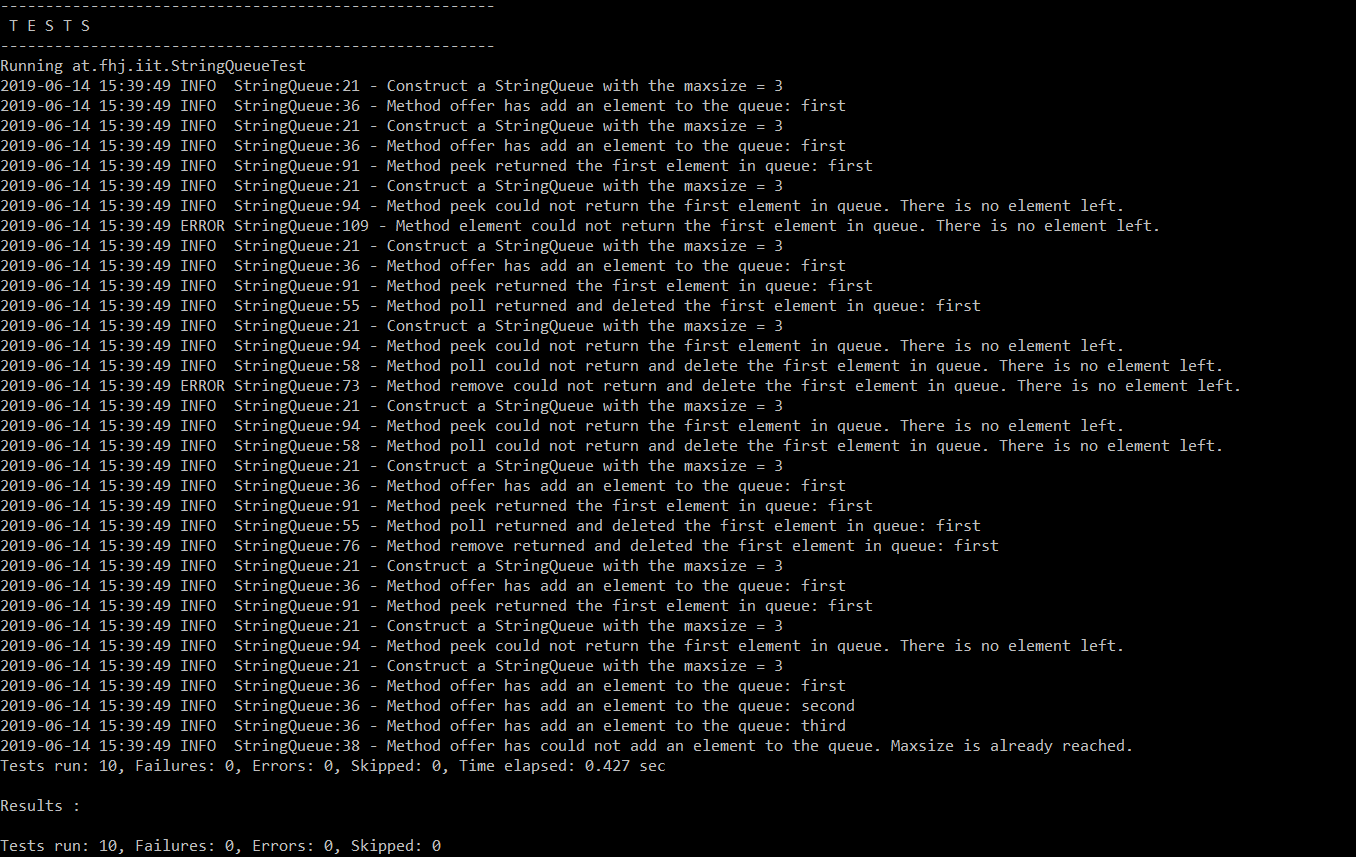 -------------------------------------------------------
 T E S T S
-------------------------------------------------------
Running at.fhj.iit.StringQueueTest
2019-06-14 15:39:49 INFO  StringQueue:21 - Construct a StringQueue with the maxsize = 3
2019-06-14 15:39:49 INFO  StringQueue:36 - Method offer has add an element to the queue: first
2019-06-14 15:39:49 INFO  StringQueue:21 - Construct a StringQueue with the maxsize = 3
2019-06-14 15:39:49 INFO  StringQueue:36 - Method offer has add an element to the queue: first
2019-06-14 15:39:49 INFO  StringQueue:91 - Method peek returned the first element in queue: first
2019-06-14 15:39:49 INFO  StringQueue:21 - Construct a StringQueue with the maxsize = 3
2019-06-14 15:39:49 INFO  StringQueue:94 - Method peek could not return the first element in queue. There is no element left.
2019-06-14 15:39:49 ERROR StringQueue:109 - Method element could not return the first element in queue. There is no element left.
2019-06-14 15:39:49 INFO  StringQueue:21 - Construct a StringQueue with the maxsize = 3
2019-06-14 15:39:49 INFO  StringQueue:36 - Method offer has add an element to the queue: first
2019-06-14 15:39:49 INFO  StringQueue:91 - Method peek returned the first element in queue: first
2019-06-14 15:39:49 INFO  StringQueue:55 - Method poll returned and deleted the first element in queue: first
2019-06-14 15:39:49 INFO  StringQueue:21 - Construct a StringQueue with the maxsize = 3
2019-06-14 15:39:49 INFO  StringQueue:94 - Method peek could not return the first element in queue. There is no element left.
2019-06-14 15:39:49 INFO  StringQueue:58 - Method poll could not return and delete the first element in queue. There is no element left.
2019-06-14 15:39:49 ERROR StringQueue:73 - Method remove could not return and delete the first element in queue. There is no element left.
2019-06-14 15:39:49 INFO  StringQueue:21 - Construct a StringQueue with the maxsize = 3
2019-06-14 15:39:49 INFO  StringQueue:94 - Method peek could not return the first element in queue. There is no element left.
2019-06-14 15:39:49 INFO  StringQueue:58 - Method poll could not return and delete the first element in queue. There is no element left.
2019-06-14 15:39:49 INFO  StringQueue:21 - Construct a StringQueue with the maxsize = 3
2019-06-14 15:39:49 INFO  StringQueue:36 - Method offer has add an element to the queue: first
2019-06-14 15:39:49 INFO  StringQueue:91 - Method peek returned the first element in queue: first
2019-06-14 15:39:49 INFO  StringQueue:55 - Method poll returned and deleted the first element in queue: first
2019-06-14 15:39:49 INFO  StringQueue:76 - Method remove returned and deleted the first element in queue: first
2019-06-14 15:39:49 INFO  StringQueue:21 - Construct a StringQueue with the maxsize = 3
2019-06-14 15:39:49 INFO  StringQueue:36 - Method offer has add an element to the queue: first
2019-06-14 15:39:49 INFO  StringQueue:91 - Method peek returned the first element in queue: first
2019-06-14 15:39:49 INFO  StringQueue:21 - Construct a StringQueue with the maxsize = 3
2019-06-14 15:39:49 INFO  StringQueue:94 - Method peek could not return the first element in queue. There is no element left.
2019-06-14 15:39:49 INFO  StringQueue:21 - Construct a StringQueue with the maxsize = 3
2019-06-14 15:39:49 INFO  StringQueue:36 - Method offer has add an element to the queue: first
2019-06-14 15:39:49 INFO  StringQueue:36 - Method offer has add an element to the queue: second
2019-06-14 15:39:49 INFO  StringQueue:36 - Method offer has add an element to the queue: third
2019-06-14 15:39:49 INFO  StringQueue:38 - Method offer has could not add an element to the queue. Maxsize is already reached.
Tests run: 10, Failures: 0, Errors: 0, Skipped: 0, Time elapsed: 0.427 sec

Results :

Tests run: 10, Failures: 0, Errors: 0, Skipped: 0